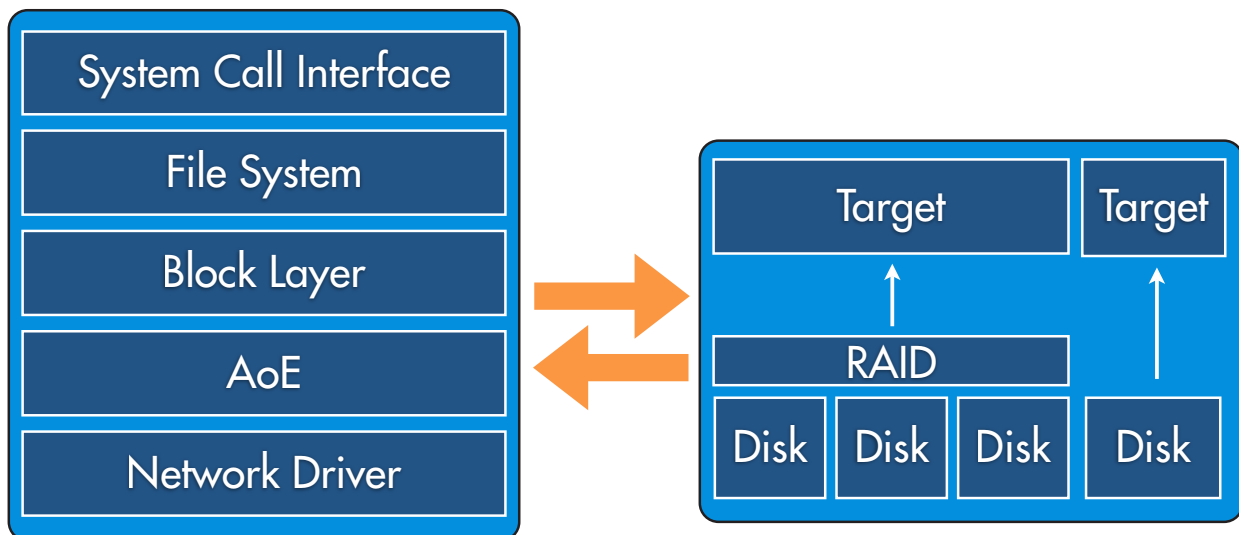 System Call Interface
File System
Block Layer
AoE
Network Driver
Target
Target
RAID
Disk
Disk
Disk
Disk